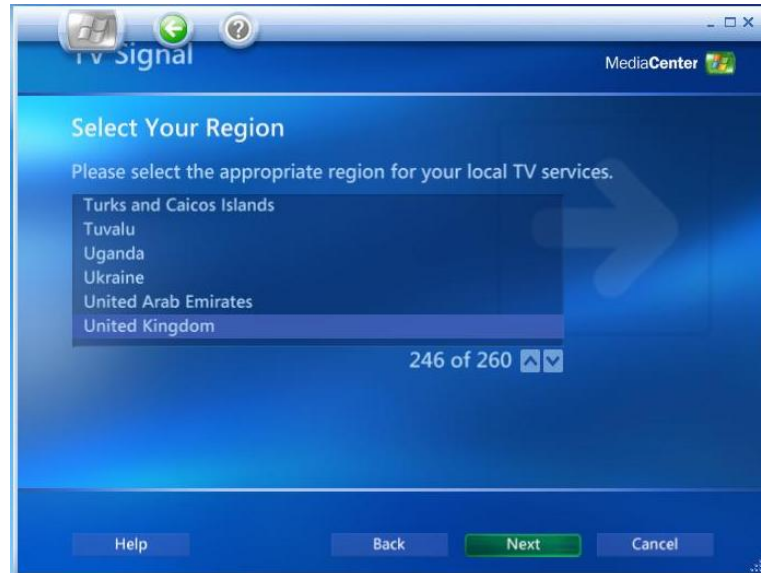 TV Signal
MediaCenter
Select Your Region
Please select the appropriate region for your local TV services.
Turks and Caicos Islands
Tuvalu
Uganda
Ukraine
United Arab Emirates
United Kingdom
246 of 260
Help Back Next Cancel